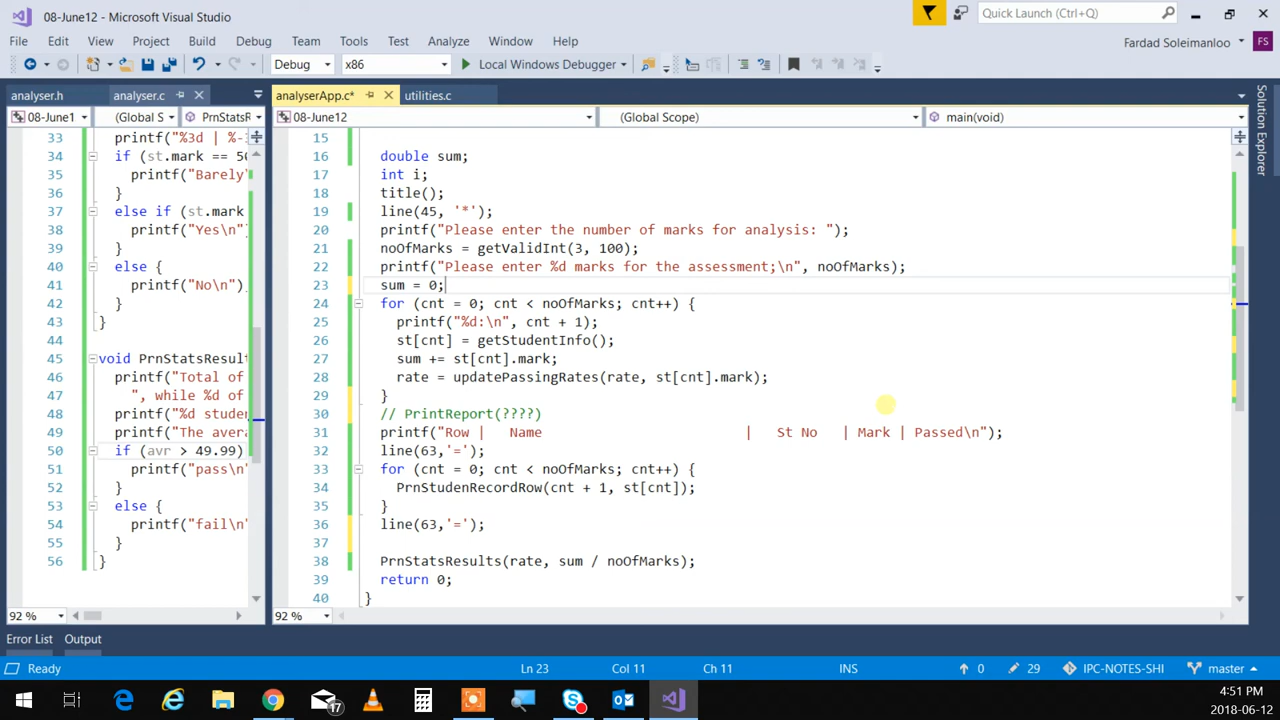 08-June12 - Microsoft Visual Studio
Quick Launch (Ctrl+Q)
File Edit View Project Build Debug Team Tools Test Analyze Window Help
Fardad Soleimanloo FS
Debug x86 Local Windows Debugger
analyser.h analyser.c
08-June1 (Global S PrnStatsR
33 printf("%3d | %-
34 if (st.mark == 50
35 printf("Barely
36 }
37 else if (st.mark
38 printf("Yes\n")
39 }
40 else {
41 printf("No\n")
42 }
43 }
44
45 void PrnStatsResults
46 printf("Total of
47 ", while %d of
48 printf("%d studen
49 printf("The avera
50 if (avr > 49.99)
51 printf("pass\n"
52 }
53 else {
54 printf("fail\n"
55 }
56 }
92 %
analyserApp.c* utilities.c
08-June12 (Global Scope) main(void)
15
16 double sum;
17 int i;
18 title();
19 line(45, '*');
20 printf("Please enter the number of marks for analysis: ");
21 noOfMarks = getValidInt(3, 100);
22 printf("Please enter %d marks for the assessment;\n", noOfMarks);
23 sum = 0;
24 for (cnt = 0; cnt < noOfMarks; cnt++) {
25 printf("%d:\n", cnt + 1);
26 st[cnt] = getStudentInfo();
27 sum += st[cnt].mark;
28 rate = updatePassingRates(rate, st[cnt].mark);
29 }
30 // PrintReport(????)
31 printf("Row | Name | St No | Mark | Passed\n");
32 line(63,'=');
33 for (cnt = 0; cnt < noOfMarks; cnt++) {
34 PrnStudenRecordRow(cnt + 1, st[cnt]);
35 }
36 line(63,'=');
37
38 PrnStatsResults(rate, sum / noOfMarks);
39 return 0;
40 }
92 %
Solution Explorer
Error List Output
Ready Ln 23 Col 11 Ch 11 INS 0 29 IPC-NOTES-SHI master
17
4:51 PM
2018-06-12